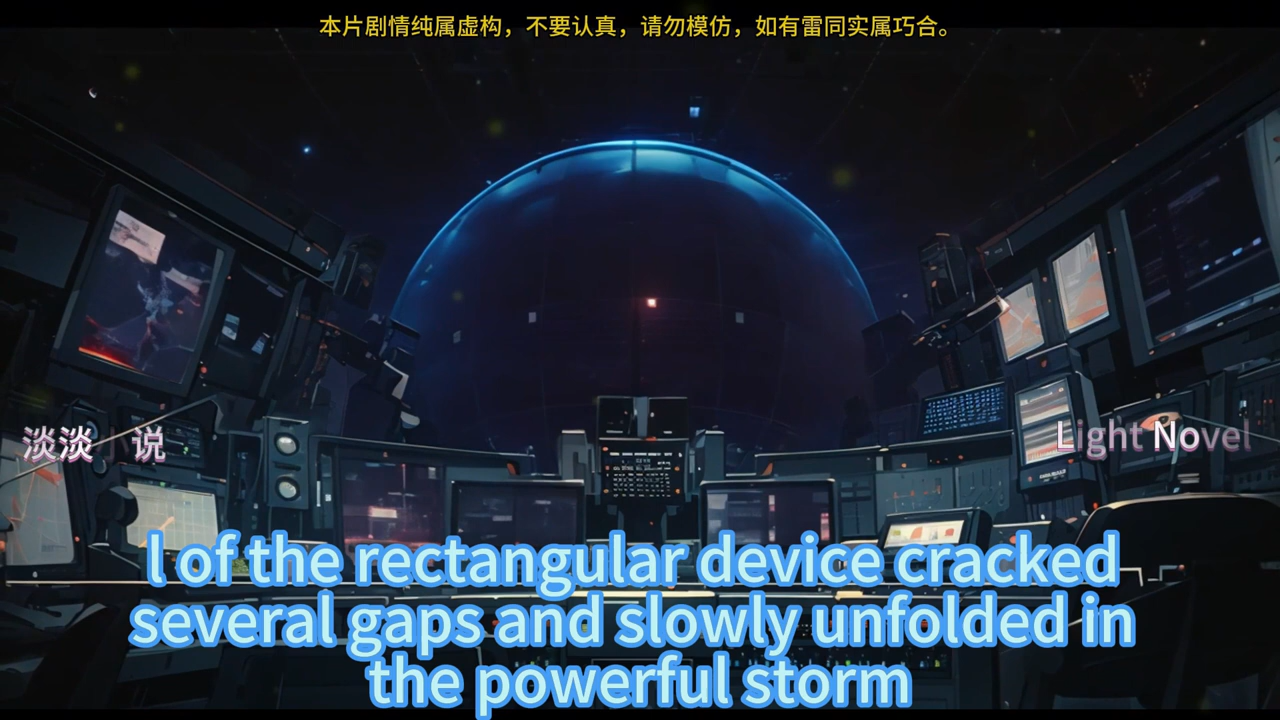 本片剧情纯属虚构，不要认真，请勿模仿，如有雷同实属巧合。
淡淡小说
Light Novel
l of the rectangular device cracked
several gaps and slowly unfolded in
the powerful storm